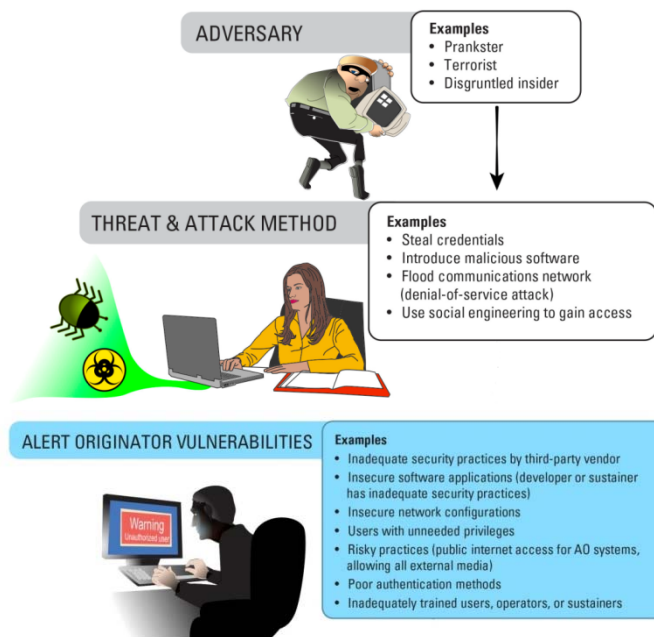 ADVERSARY
Examples
• Prankster
• Terrorist
• Disgruntled insider
THREAT & ATTACK METHOD
Examples
• Steal credentials
• Introduce malicious software
• Flood communications network
(denial-of-service attack)
• Use social engineering to gain access
ALERT ORIGINATOR VULNERABILITIES
Examples
• Inadequate security practices by third-party vendor
• Insecure software applications (developer or sustainer
has inadequate security practices)
• Insecure network configurations
• Users with unneeded privileges
• Risky practices (public internet access for AO systems,
allowing all external media)
• Poor authentication methods
• Inadequately trained users, operators, or sustainers
Warning
Unauthorized user